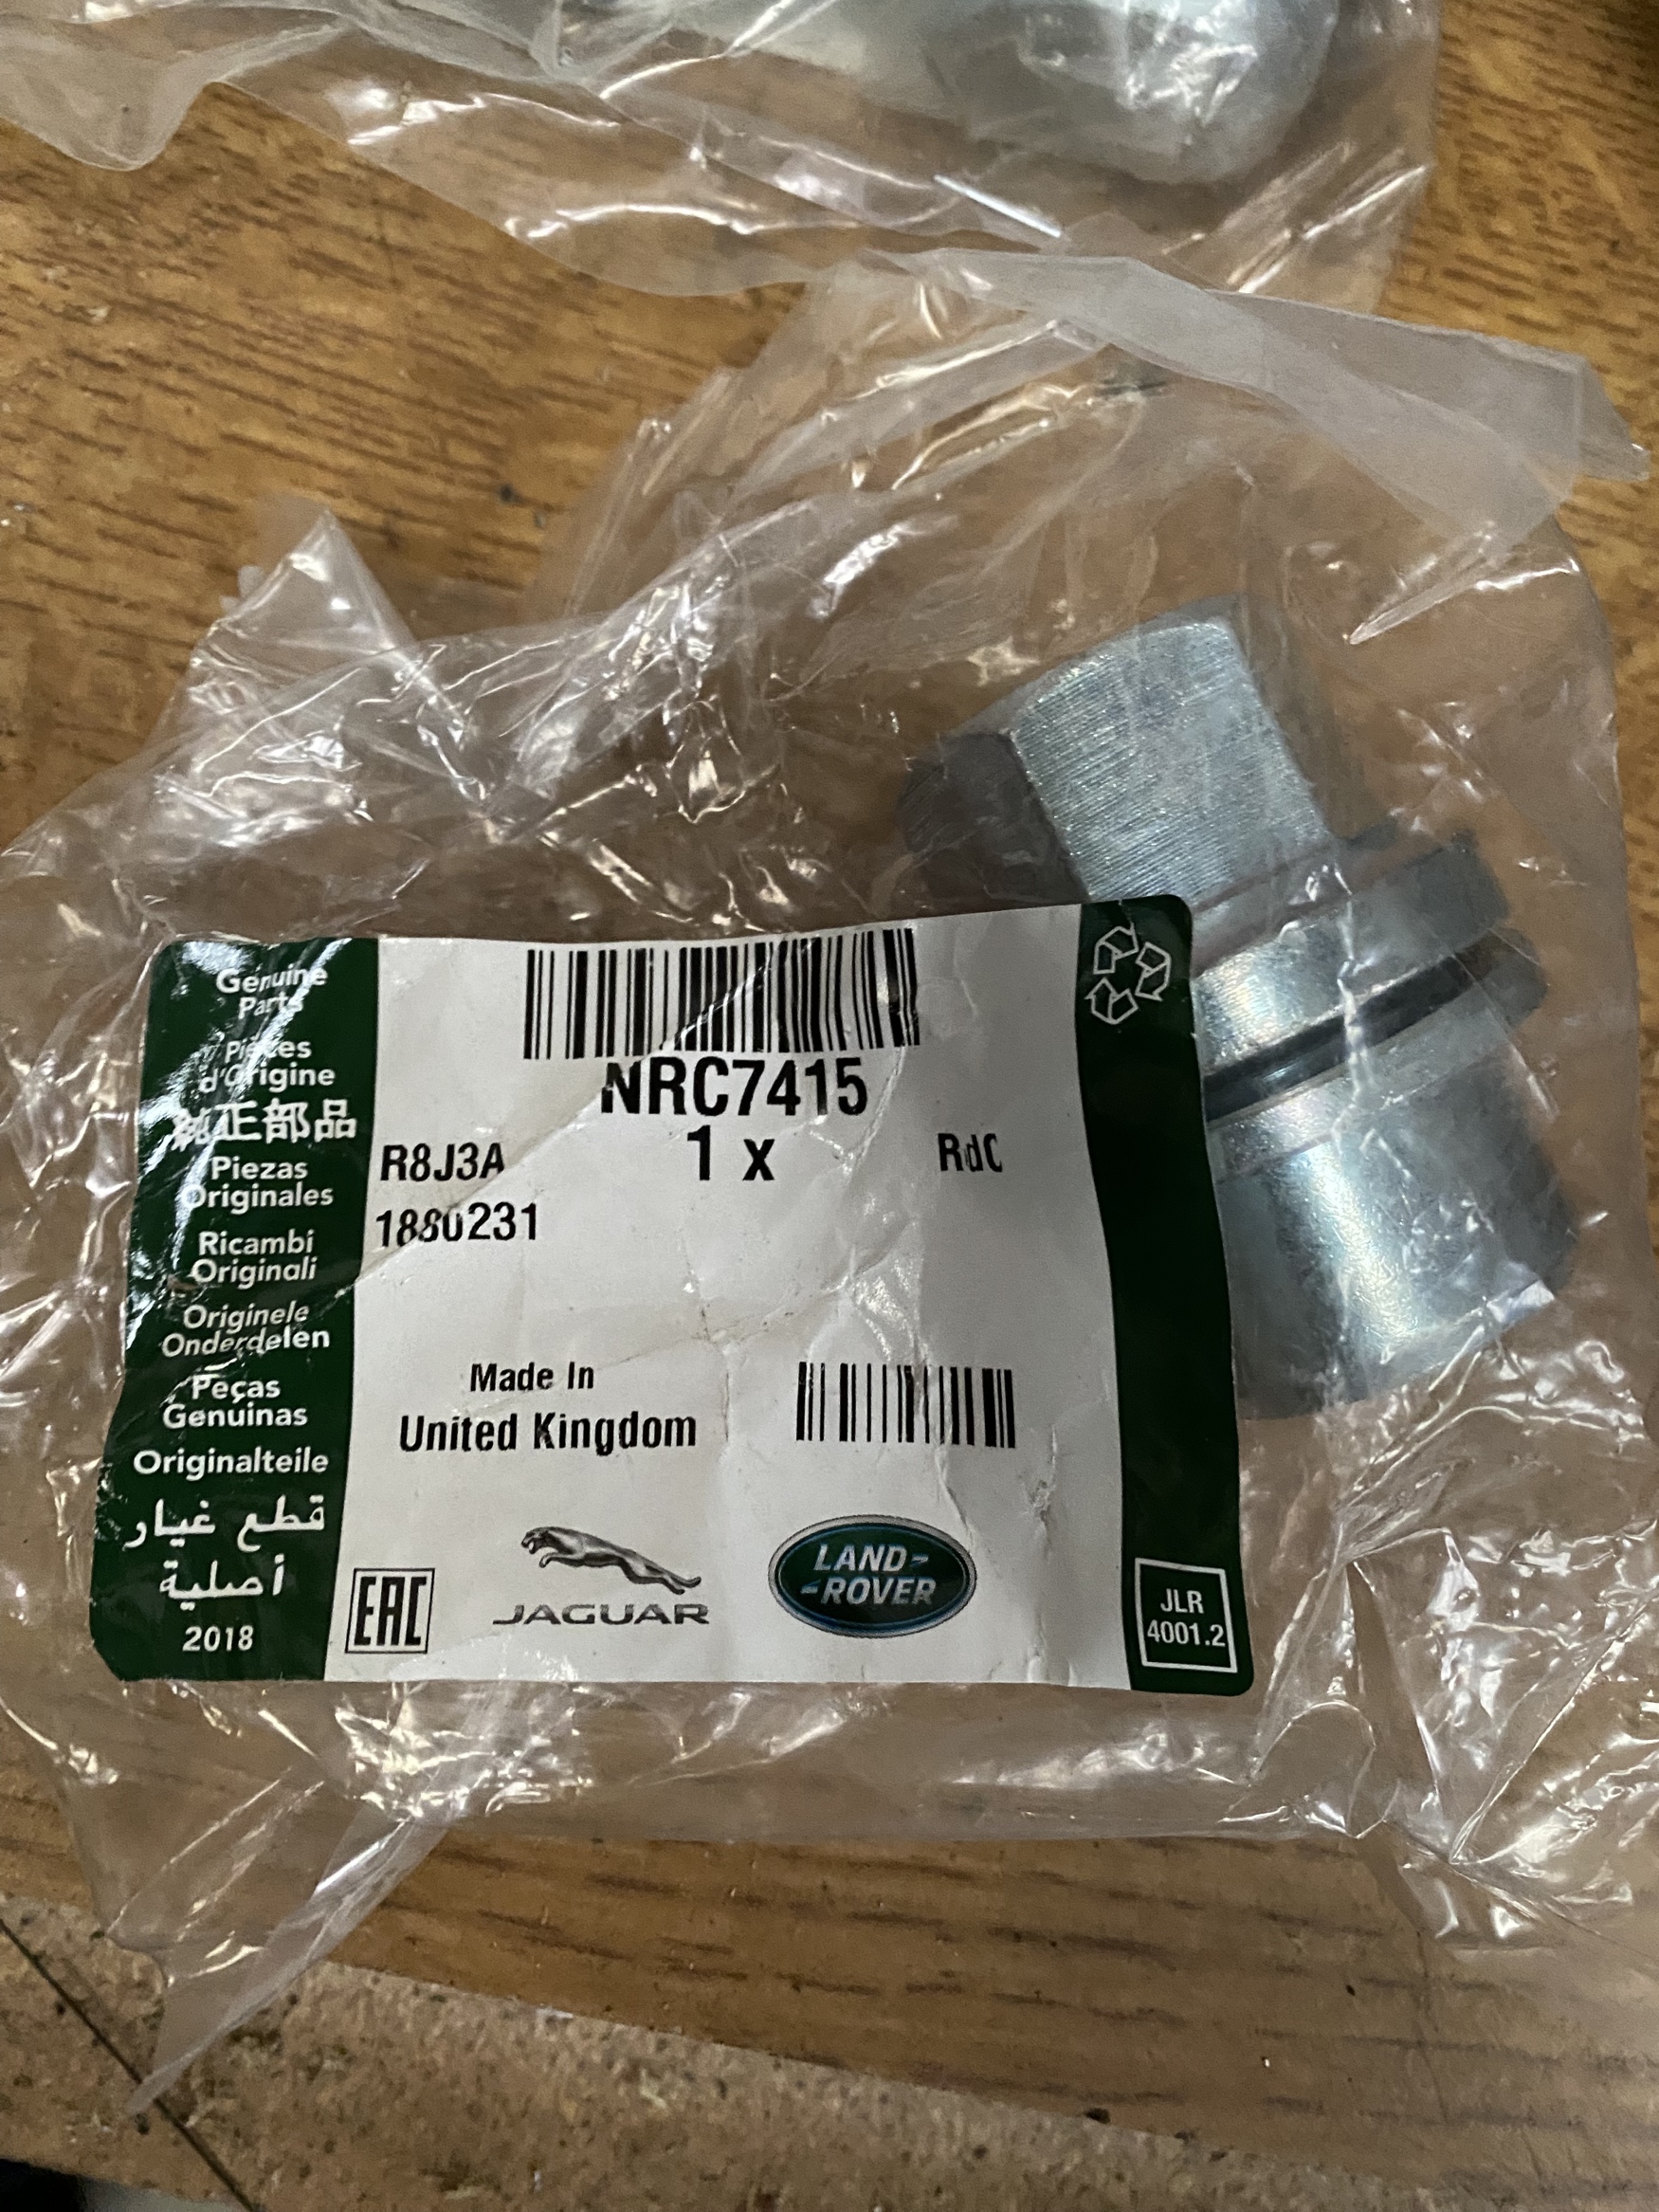 Genuine
Parts
Pièces
d'Origine
純正部品
Piezas
Originales
Ricambi
Originali
Originele
Onderdelen
Peças
Genuinas
Originalteile
قطع غيار
أصلية
2018
NRC7415
R8J3A 1 x RdC
1880231
Made In
United Kingdom
EAC
JAGUAR
LAND-
-ROVER
JLR
4001.2